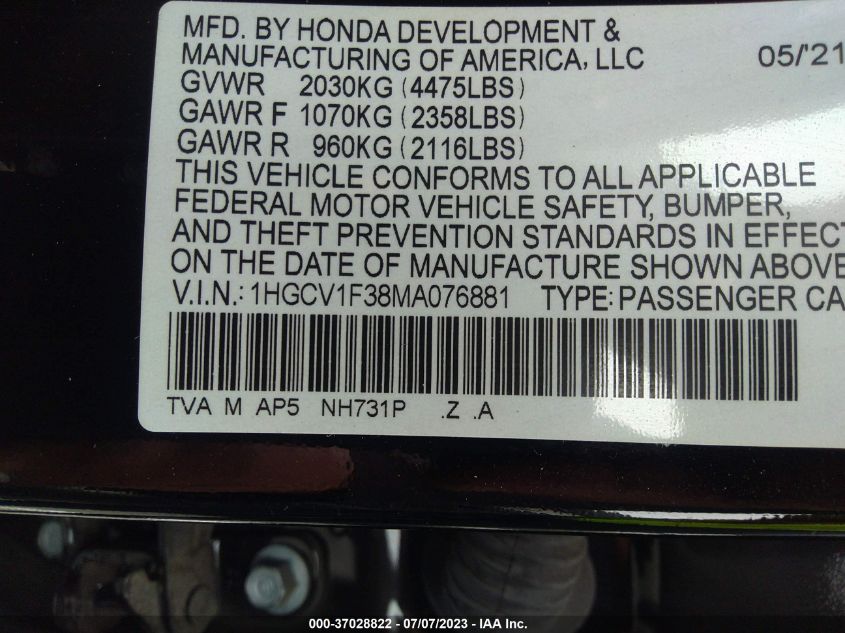 MFD. BY HONDA DEVELOPMENT &
MANUFACTURING OF AMERICA, LLC 05/'21
GVWR 2030KG (4475LBS)
GAWR F 1070KG (2358LBS)
GAWR R 960KG (2116LBS)
THIS VEHICLE CONFORMS TO ALL APPLICABLE
FEDERAL MOTOR VEHICLE SAFETY, BUMPER,
AND THEFT PREVENTION STANDARDS IN EFFECT
ON THE DATE OF MANUFACTURE SHOWN ABOVE
V.I.N.: 1HGCV1F38MA076881 TYPE: PASSENGER CA
TVA M AP5 NH731P .Z .A
000-37028822 - 07/07/2023 - IAA Inc.